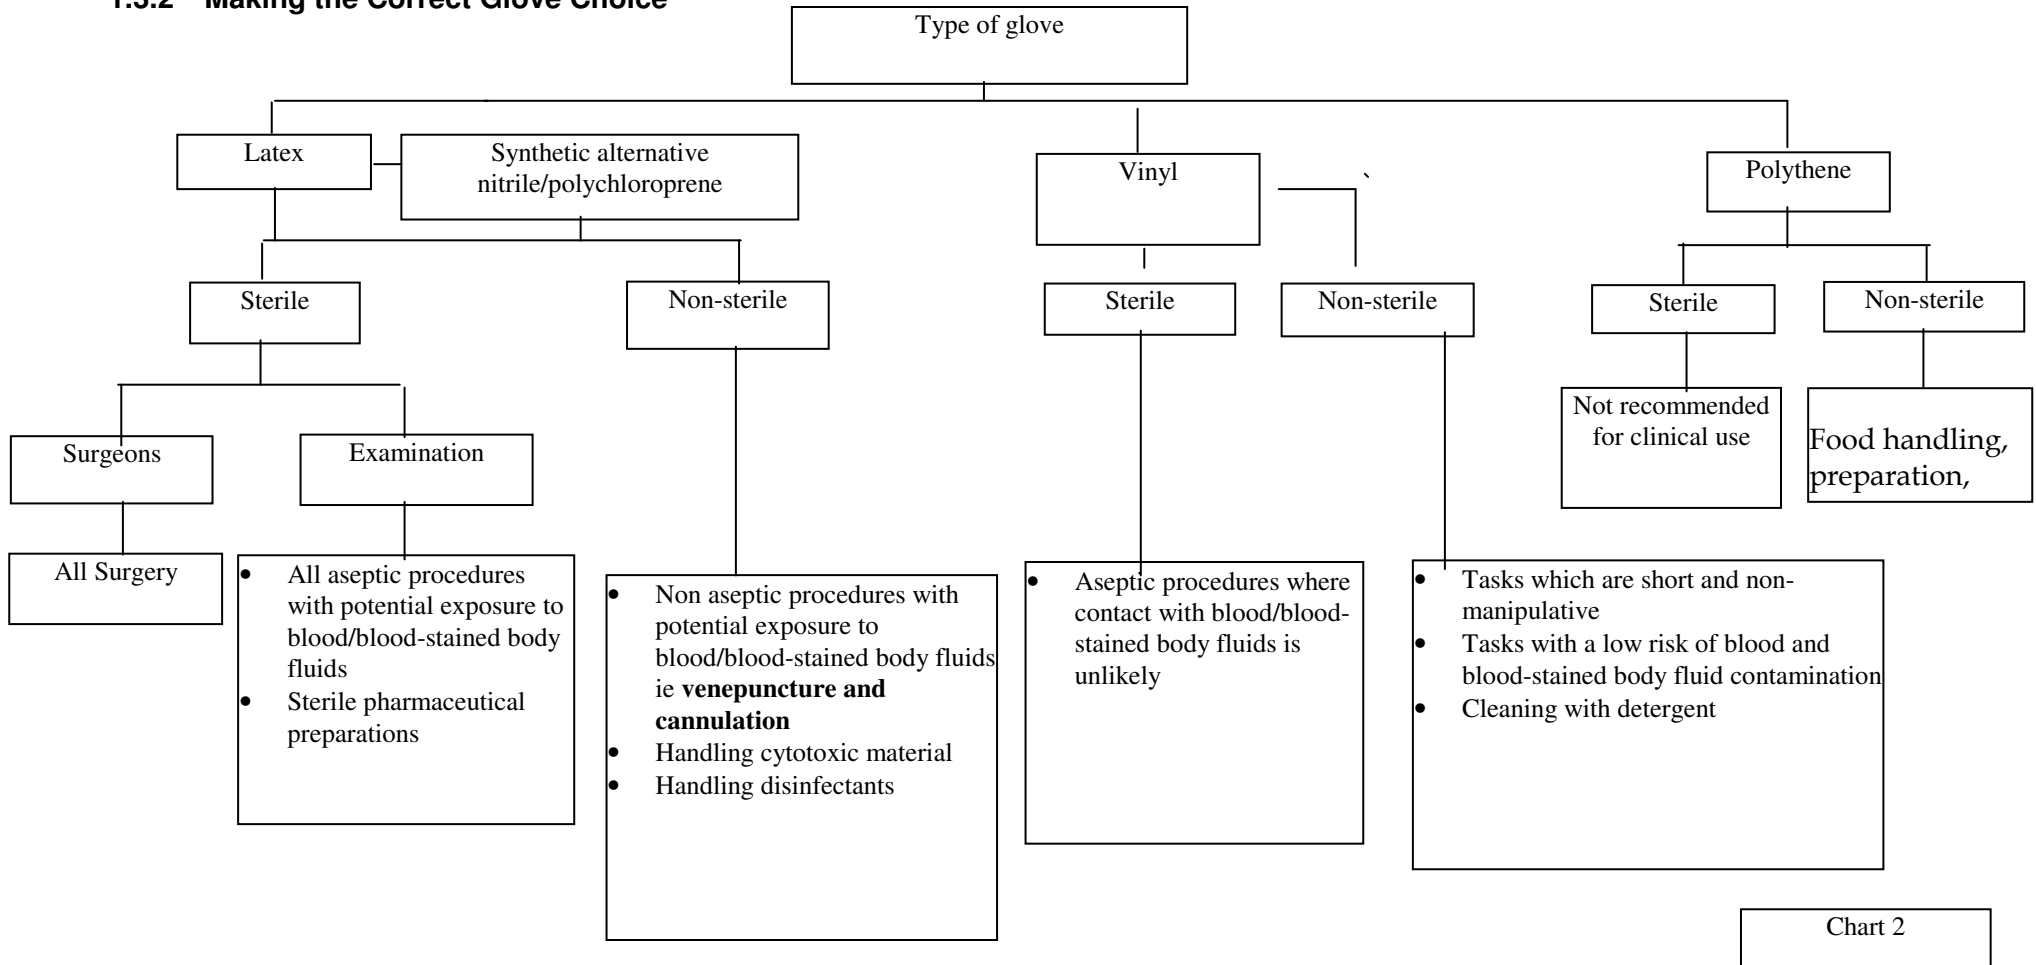 1.3.2 Making the Correct Glove Choice
Type of glove
Latex
Synthetic alternative
nitrile/polychloroprene
Vinyl
Polythene
Sterile
Non-sterile
Sterile
Non-sterile
Sterile
Non-sterile
Surgeons
Examination
Not recommended
for clinical use
Food handling,
preparation,
All Surgery
• All aseptic procedures
with potential exposure to
blood/blood-stained body
fluids
• Sterile pharmaceutical
preparations
• Non aseptic procedures with
potential exposure to
blood/blood-stained body fluids
ie venepuncture and
cannulation
• Handling cytotoxic material
• Handling disinfectants
• Aseptic procedures where
contact with blood/blood-
stained body fluids is
unlikely
• Tasks which are short and non-
manipulative
• Tasks with a low risk of blood and
blood-stained body fluid contamination
• Cleaning with detergent
Chart 2